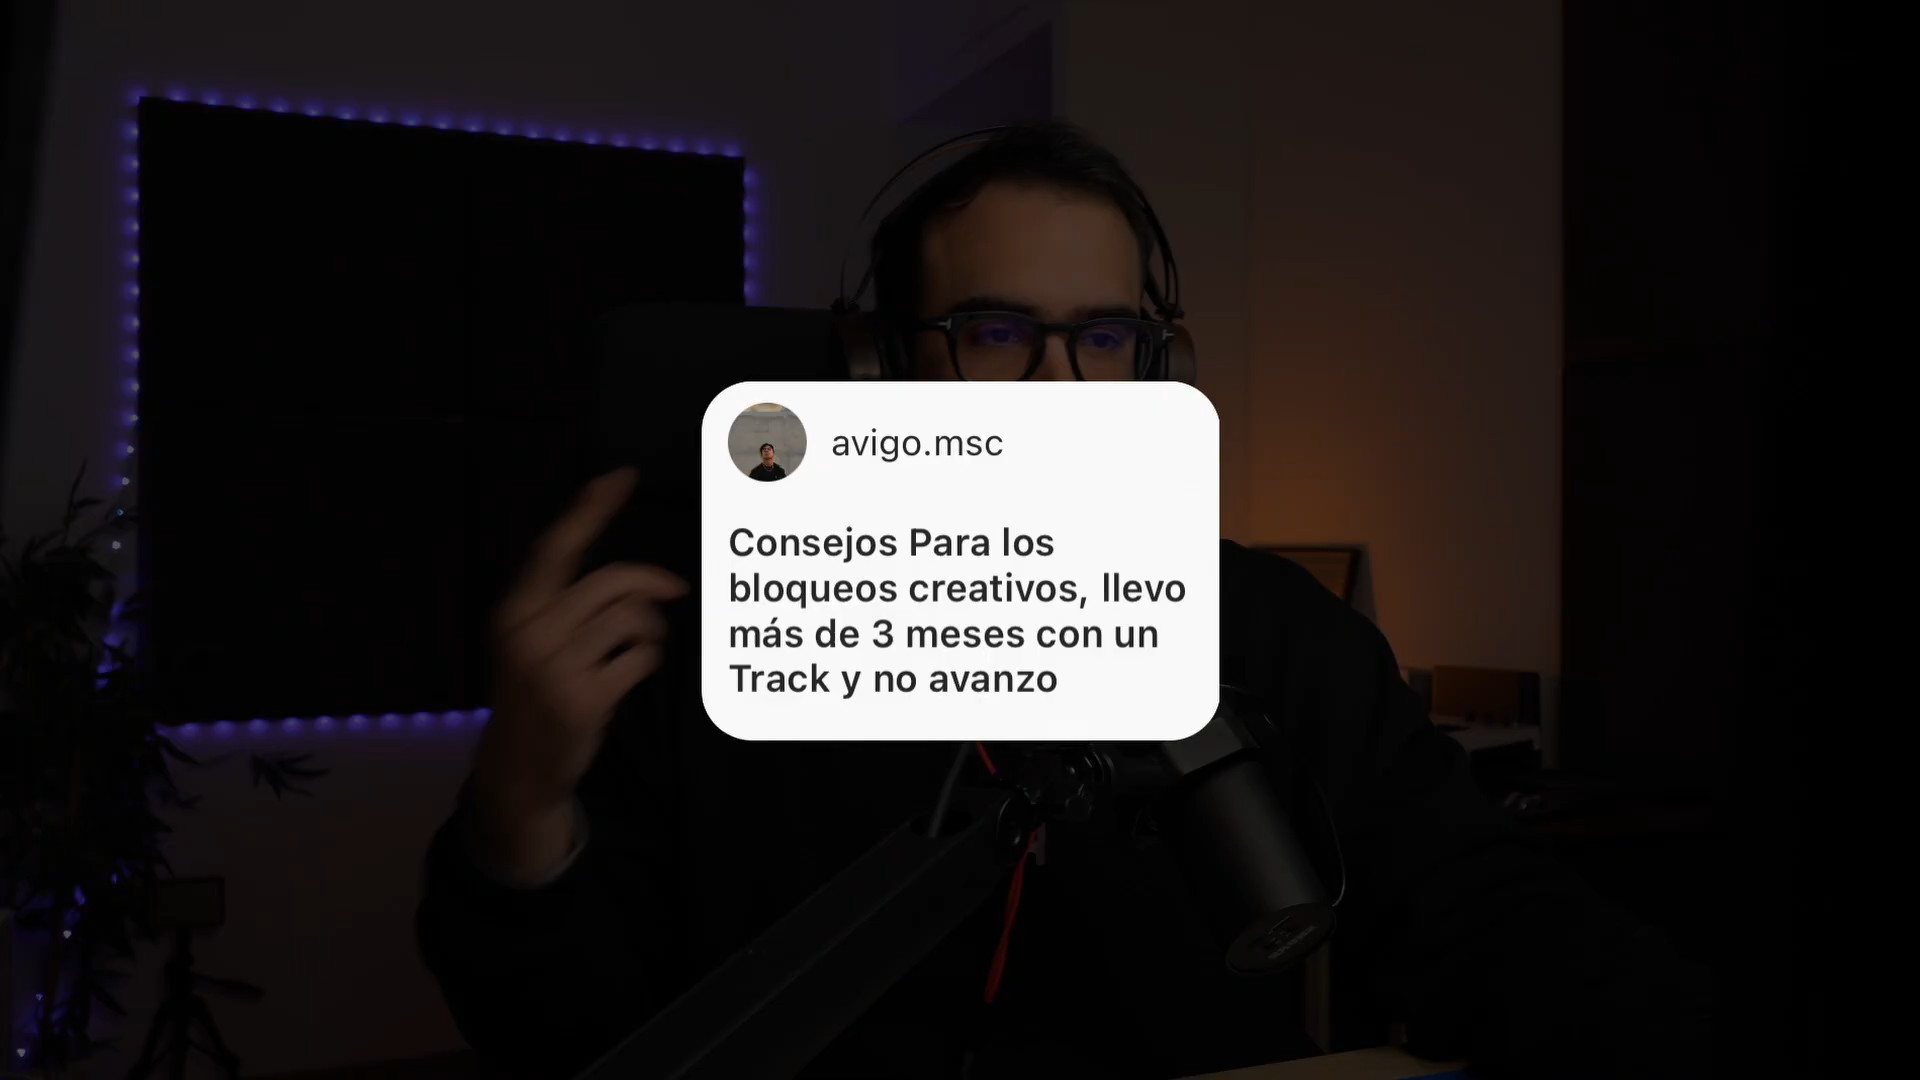 avigo.msc
Consejos Para los
bloqueos creativos, llevo
más de 3 meses con un
Track y no avanzo